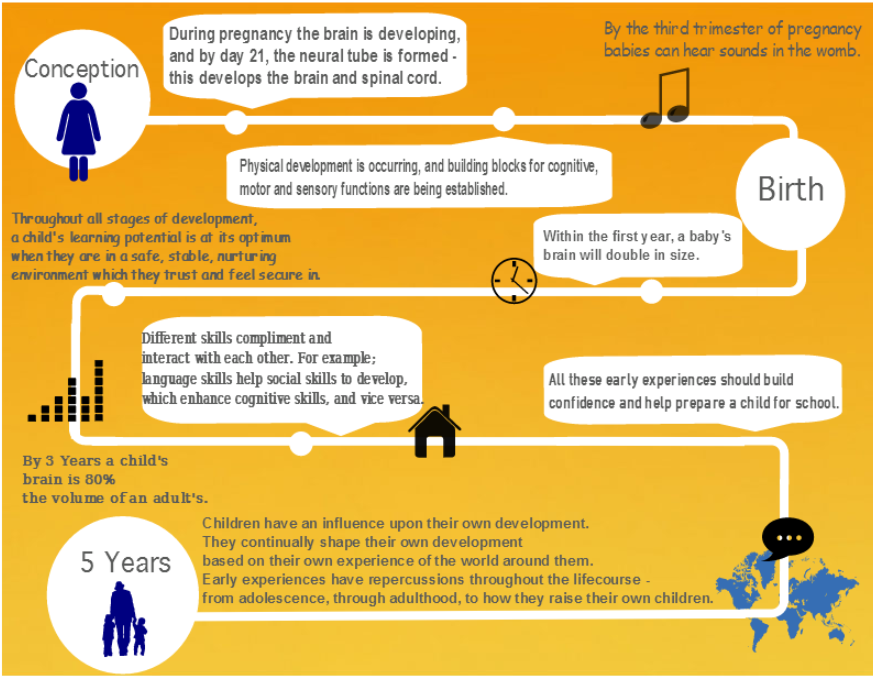 Conception
During pregnancy the brain is developing,
and by day 21, the neural tube is formed -
this develops the brain and spinal cord.
By the third trimester of pregnancy
babies can hear sounds in the womb.
Physical development is occurring, and building blocks for cognitive,
motor and sensory functions are being established.
Birth
Within the first year, a baby's
brain will double in size.
Throughout all stages of development,
a child's learning potential is at its optimum
when they are in a safe, stable, nurturing
environment which they trust and feel secure in.
Different skills compliment and
interact with each other. For example;
language skills help social skills to develop,
which enhance cognitive skills, and vice versa.
All these early experiences should build
confidence and help prepare a child for school.
By 3 Years a child's
brain is 80%
the volume of an adult's.
5 Years
Children have an influence upon their own development.
They continually shape their own development
based on their own experience of the world around them.
Early experiences have repercussions throughout the lifecourse -
from adolescence, through adulthood, to how they raise their own children.